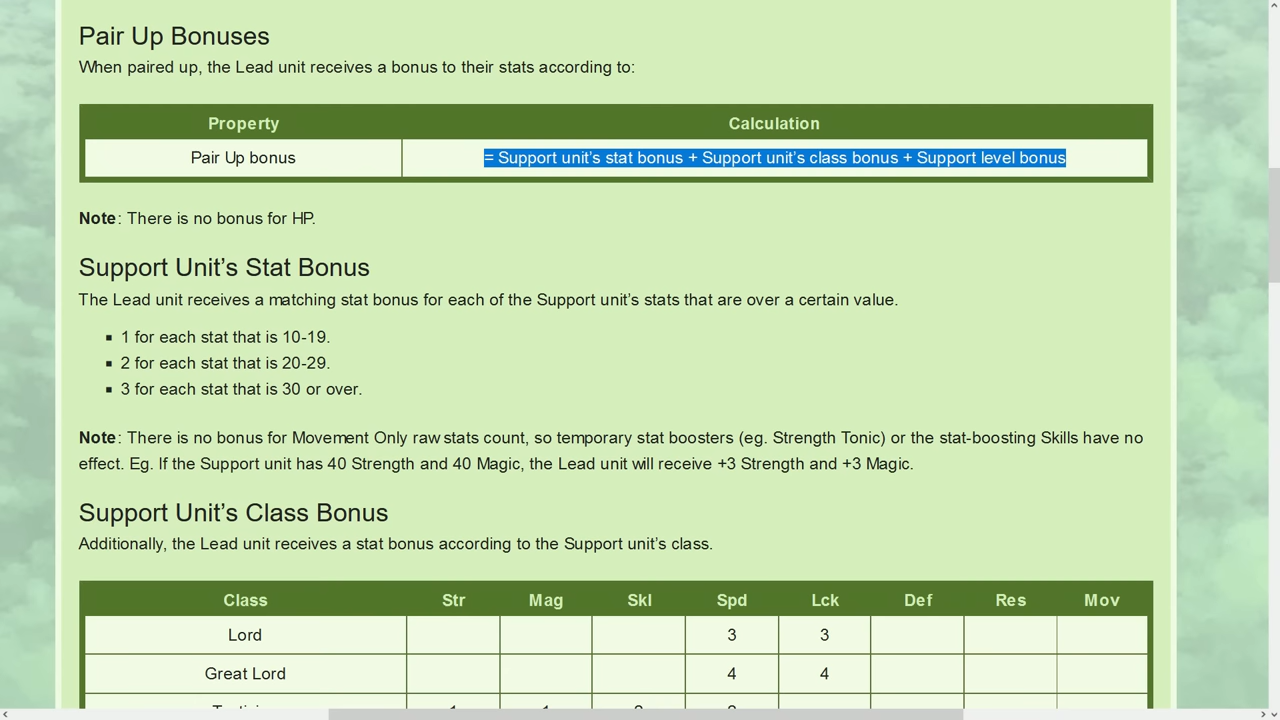 Pair Up Bonuses
When paired up, the Lead unit receives a bonus to their stats according to:
Property Calculation
Pair Up bonus = Support unit's stat bonus + Support unit's class bonus + Support level bonus
Note: There is no bonus for HP.
Support Unit's Stat Bonus
The Lead unit receives a matching stat bonus for each of the Support unit's stats that are over a certain value.
▪ 1 for each stat that is 10-19.
▪ 2 for each stat that is 20-29.
▪ 3 for each stat that is 30 or over.
Note: There is no bonus for Movement Only raw stats count, so temporary stat boosters (eg. Strength Tonic) or the stat-boosting Skills have no
effect. Eg. If the Support unit has 40 Strength and 40 Magic, the Lead unit will receive +3 Strength and +3 Magic.
Support Unit's Class Bonus
Additionally, the Lead unit receives a stat bonus according to the Support unit's class.
Class Str Mag Skl Spd Lck Def Res Mov
Lord 3 3
Great Lord 4 4